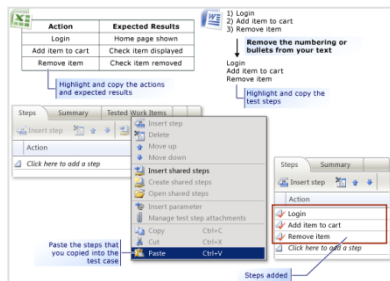 Action Expected Results
Login Home page shown
Add item to cart Check item displayed
Remove item Check item removed
Highlight and copy the actions
and expected results
1) Login
2) Add item to cart
3) Remove item
Remove the numbering or
bullets from your text
Login
Add item to cart
Remove item
Highlight and copy the
test steps
Steps Summary Tested Work Items
Insert step
Action
Click here to add a step
Insert step
Delete
Move up
Move down
Insert shared steps
Create shared steps
Open shared steps
Insert parameter
Manage test step attachments
Copy Ctrl+C
Cut Ctrl+X
Paste Ctrl+V
Paste the steps that
you copied into the
test case
Steps Summary
Insert step
Action
Login
Add item to cart
Remove item
Click here to add a step
Steps added